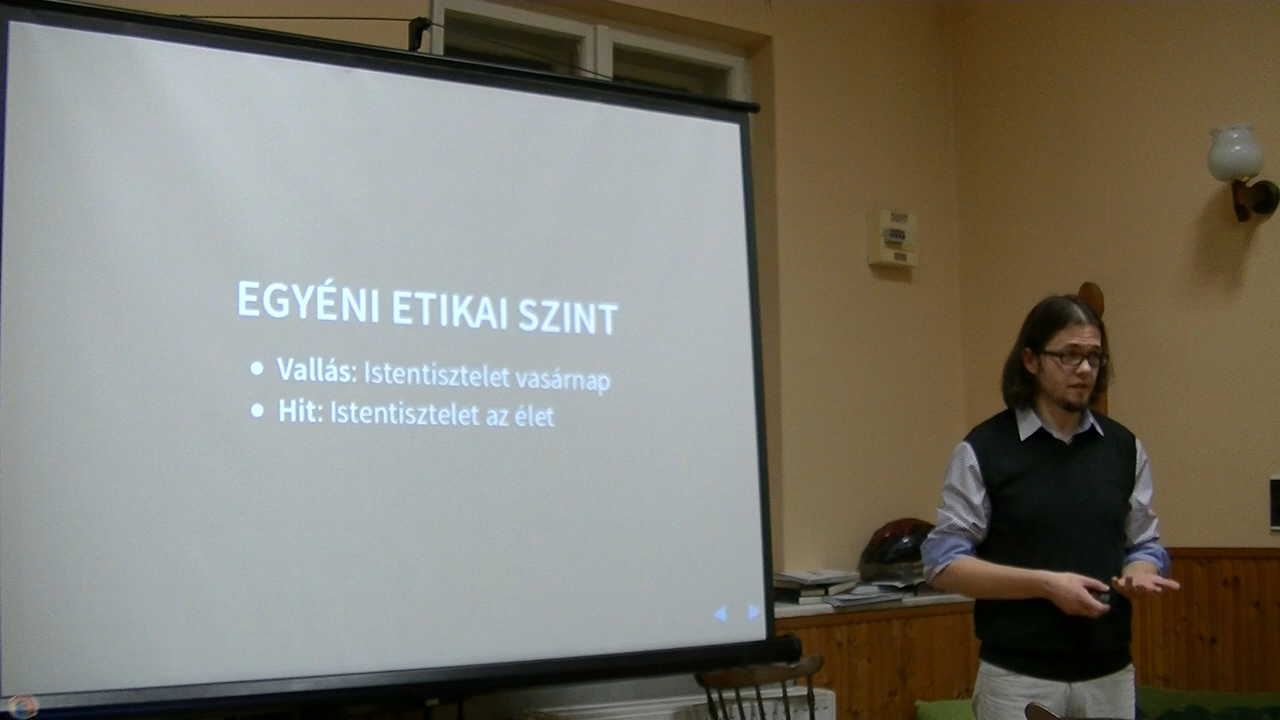 EGYÉNI ETIKAI SZINT
Vallás: Istentisztelet vasárnap
Hit: Istentisztelet az élet